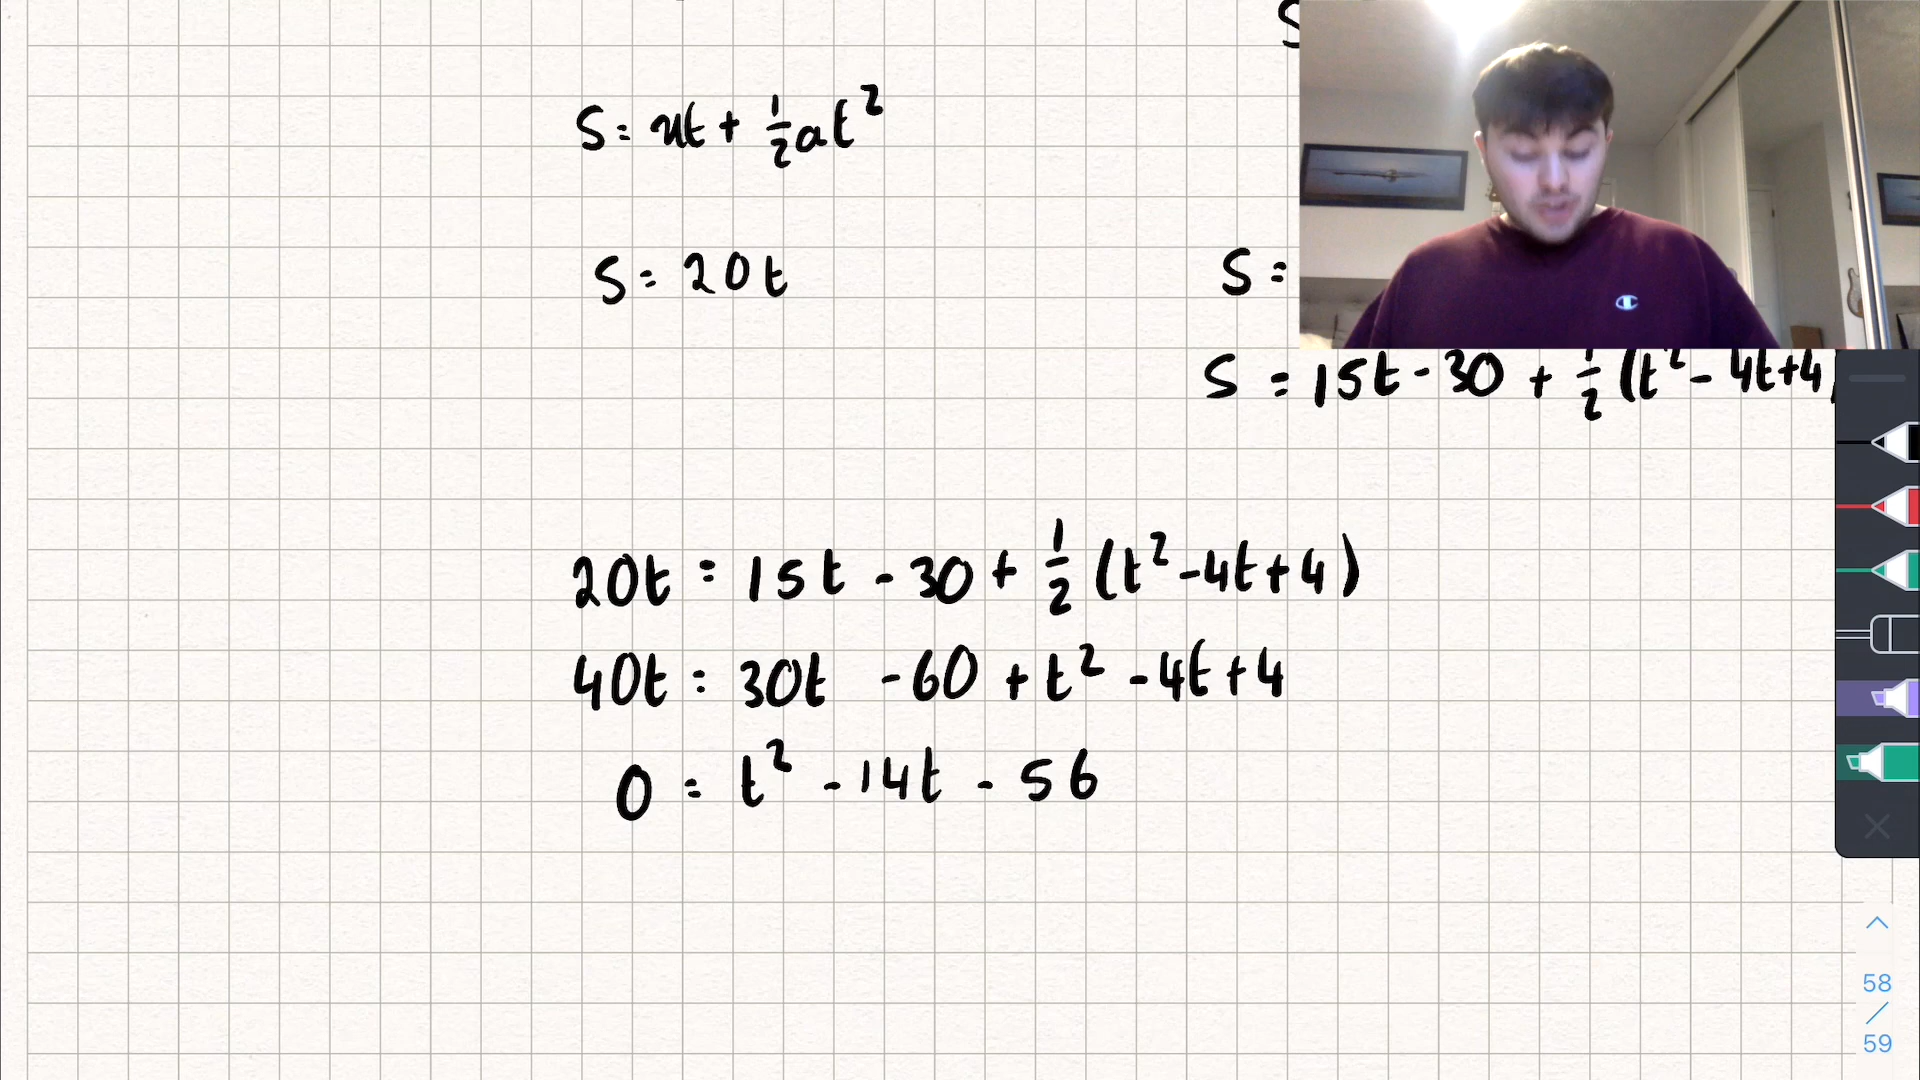 S
S = ut + ½at²
S = 20t
S =
S = 15t - 30 + ½(t² - 4t + 4)
20t = 15t - 30 + ½(t² - 4t + 4)
40t = 30t - 60 + t² - 4t + 4
0 = t² - 14t - 56
58
/
59